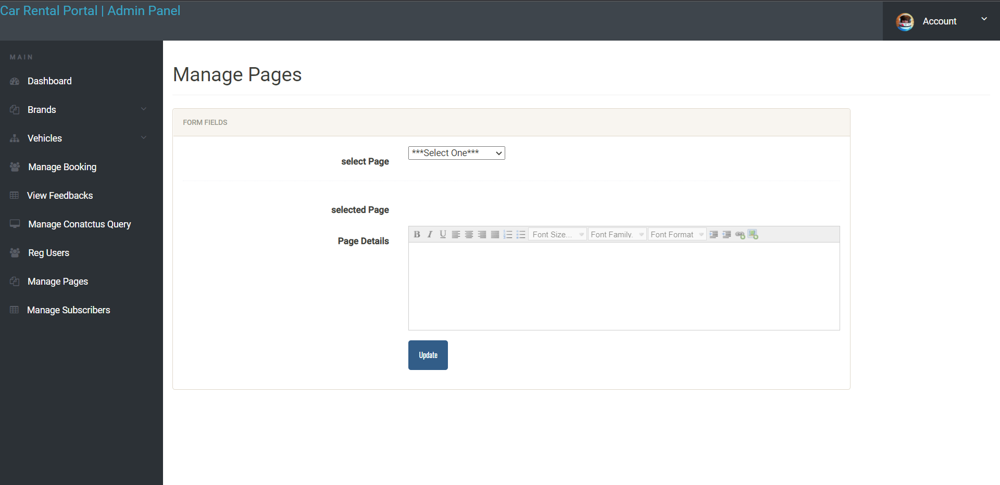 Car Rental Portal | Admin Panel
Account
MAIN
Dashboard
Brands
Vehicles
Manage Booking
View Feedbacks
Manage Conatctus Query
Reg Users
Manage Pages
Manage Subscribers
Manage Pages
FORM FIELDS
select Page
***Select One***
selected Page
Page Details
B I U Font Size... Font Family. Font Format
Update